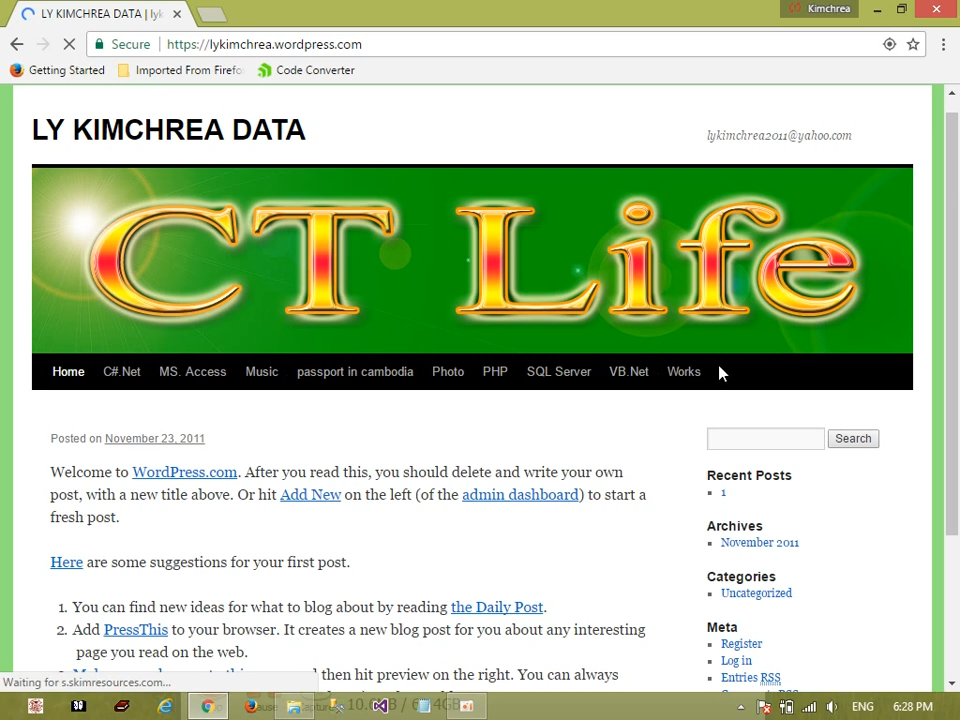 LY KIMCHREA DATA | lyk
Kimchrea
Secure
https://lykimchrea.wordpress.com
Getting Started
Imported From Firefo
Code Converter
LY KIMCHREA DATA
lykimchrea2011@yahoo.com
CT Life
Home C#.Net MS. Access Music passport in cambodia Photo PHP SQL Server VB.Net Works
Posted on November 23, 2011
Search
Welcome to WordPress.com. After you read this, you should delete and write your own
post, with a new title above. Or hit Add New on the left (of the admin dashboard) to start a
fresh post.
Here are some suggestions for your first post.
1. You can find new ideas for what to blog about by reading the Daily Post.
2. Add PressThis to your browser. It creates a new blog post for you about any interesting
page you read on the web.
then hit preview on the right. You can always
Recent Posts
1
Archives
November 2011
Categories
Uncategorized
Meta
Register
Log in
Entries RSS
Waiting for s.skimresources.com...
ENG
6:28 PM